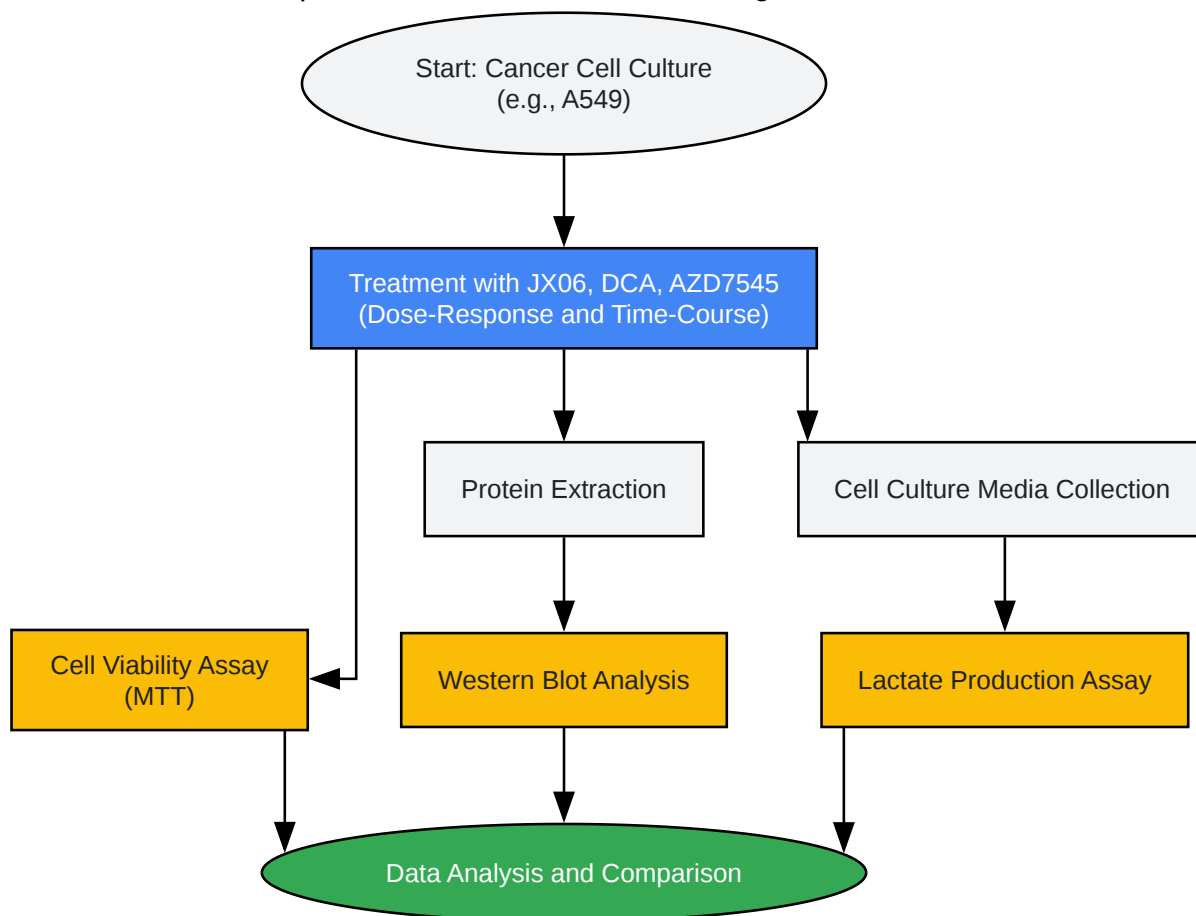 Start: Cancer Cell Culture
(e.g., A549)
Treatment with JX06, DCA, AZD7545
(Dose-Response and Time-Course)
Protein Extraction
Cell Culture Media Collection
Cell Viability Assay
(MTT)
Western Blot Analysis
Lactate Production Assay
Data Analysis and Comparison